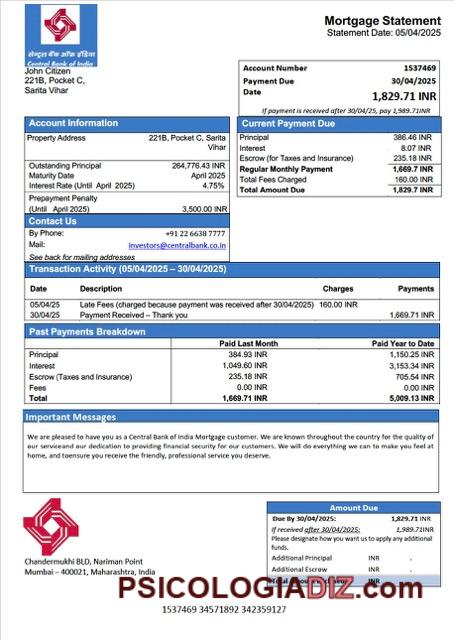 Mortgage Statement
Statement Date: 05/04/2025
सेन्ट्रल बैंक ऑफ़ इंडिया
Central Bank of India
John Citizen
221B, Pocket C,
Sarita Vihar
Account Number 1537469
Payment Due 30/04/2025
Date 1,829.71 INR
If payment is received after 30/04/25, pay 1,989.71INR
Account Information
Property Address 221B, Pocket C, Sarita
Vihar
Outstanding Principal 264,776.43 INR
Maturity Date April 2025
Interest Rate (Until April 2025) 4.75%
Prepayment Penalty
(Until April 2025) 3,500.00 INR
Current Payment Due
Principal 386.46 INR
Interest 8.07 INR
Escrow (for Taxes and Insurance) 235.18 INR
Regular Monthly Payment 1,669.7 INR
Total Fees Charged 160.00 INR
Total Amount Due 1,829.7 INR
Contact Us
By Phone: +91 22 6638 7777
Mail: investors@centralbank.co.in
See back for mailing addresses
Transaction Activity (05/04/2025 – 30/04/2025)
Date Description Charges Payments
05/04/25 Late Fees (charged because payment was received after 30/04/2025) 160.00 INR
30/04/25 Payment Received – Thank you 1,669.71 INR
Past Payments Breakdown
Paid Last Month Paid Year to Date
Principal 384.93 INR 1,150.25 INR
Interest 1,049.60 INR 3,153.34 INR
Escrow (Taxes and Insurance) 235.18 INR 705.54 INR
Fees 0.00 INR 0.00 INR
Total 1,669.71 INR 5,009.13 INR
Important Messages
We are pleased to have you as a Central Bank of India Mortgage customer. We are known throughout the country for the quality of
our serviceand our dedication to providing financial security for our customers. We will do everything we can to make you feel at
home, and toensure you receive the friendly, professional service you deserve.
Chandermukhi BLD, Nariman Point
Mumbai – 400021, Maharashtra, India
Amount Due
Due By 30/04/2025: 1,829.71 INR
If received after 30/04/2025: 1,989.71INR
Please designate how you want us to apply any additional
funds.
Additional Principal INR .
Additional Escrow INR .
Total Amount INR .
PSICOLOGIADIZ.com
1537469 34571892 342359127